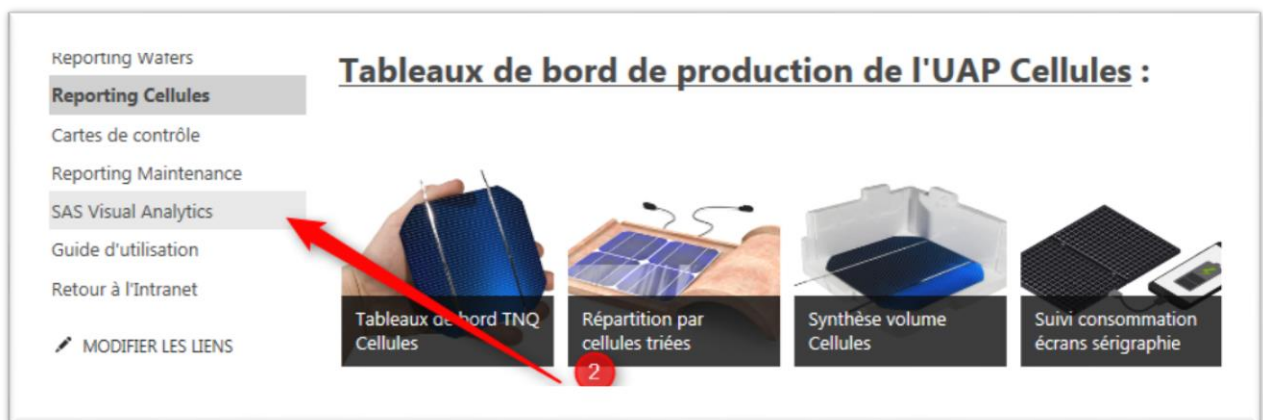 Reporting Wafers
Reporting Cellules
Cartes de contrôle
Reporting Maintenance
SAS Visual Analytics
Guide d'utilisation
Retour à l'Intranet
MODIFIER LES LIENS
Tableaux de bord de production de l'UAP Cellules :
Tableaux de bord TNQ
Cellules
Répartition par
cellules triées
Synthèse volume
Cellules
Suivi consommation
écrans sérigraphie
2